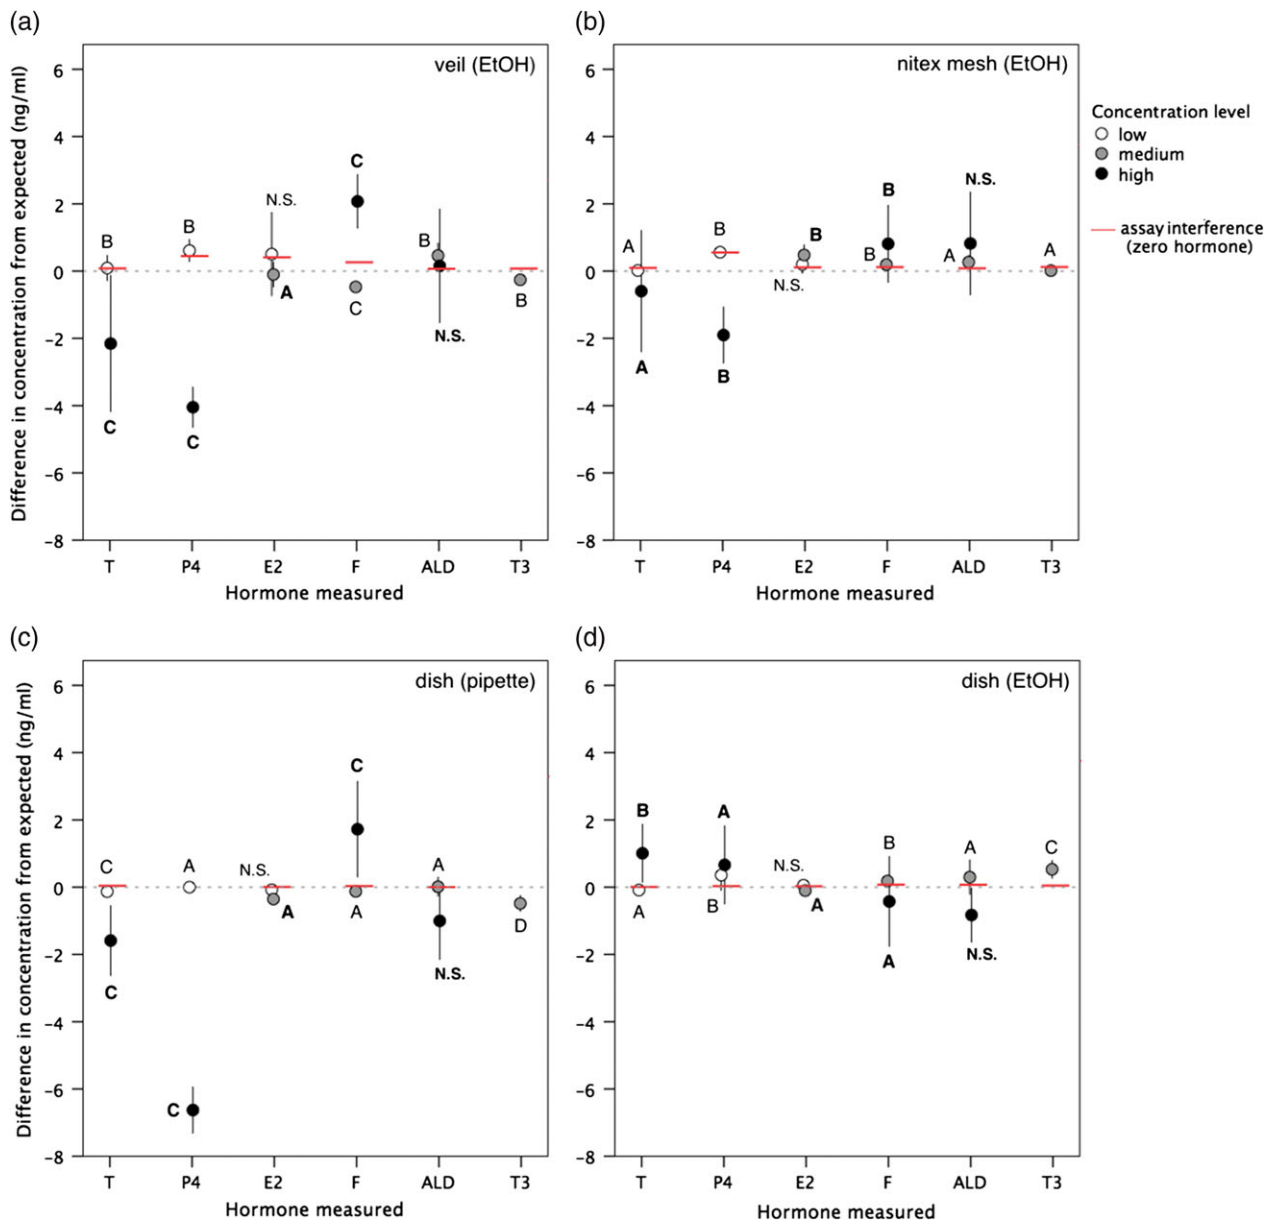 (a)
veil (EtOH)
Difference in concentration from expected (ng/ml)
6
4
2
0
−2
−4
−6
−8
B
C
B
C
N.S.
A
C
C
B
N.S.
B
T P4 E2 F ALD T3
Hormone measured
(b)
nitex mesh (EtOH)
6
4
2
0
−2
−4
−6
−8
A
A
B
B
B
N.S.
B
B
N.S.
A
A
T P4 E2 F ALD T3
Hormone measured
Concentration level
low
medium
high
assay interference
(zero hormone)
(c)
dish (pipette)
Difference in concentration from expected (ng/ml)
6
4
2
0
−2
−4
−6
−8
C
C
A
C
N.S.
A
C
A
A
N.S.
D
T P4 E2 F ALD T3
Hormone measured
(d)
dish (EtOH)
6
4
2
0
−2
−4
−6
−8
B
A
A
B
N.S.
A
B
A
A
N.S.
C
T P4 E2 F ALD T3
Hormone measured